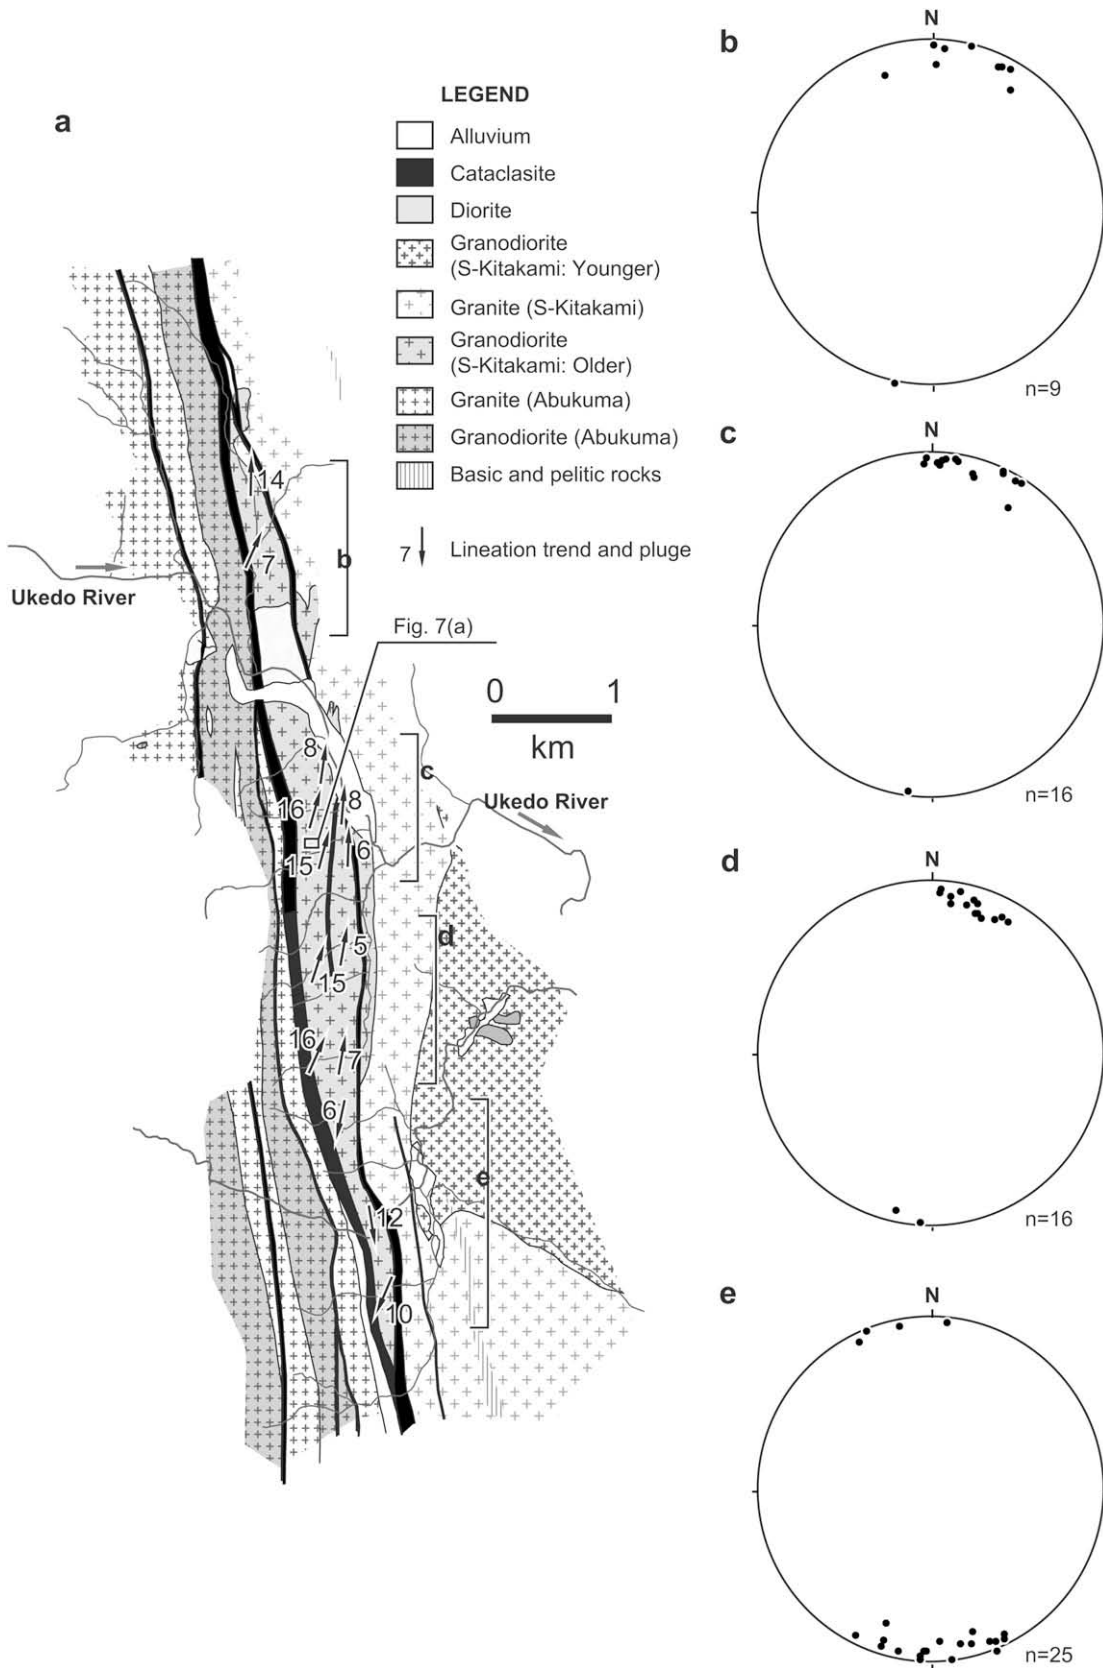 a
LEGEND
Alluvium
Cataclasite
Diorite
Granodiorite
(S-Kitakami: Younger)
Granite (S-Kitakami)
Granodiorite
(S-Kitakami: Older)
Granite (Abukuma)
Granodiorite (Abukuma)
Basic and pelitic rocks
7 Lineation trend and pluge
14
7
b
Ukedo River
Fig. 7(a)
0 1
km
8
c
16
8
Ukedo River
15
6
d
5
15
16
7
6
e
12
10
b
N
n=9
c
N
n=16
d
N
n=16
e
N
n=25